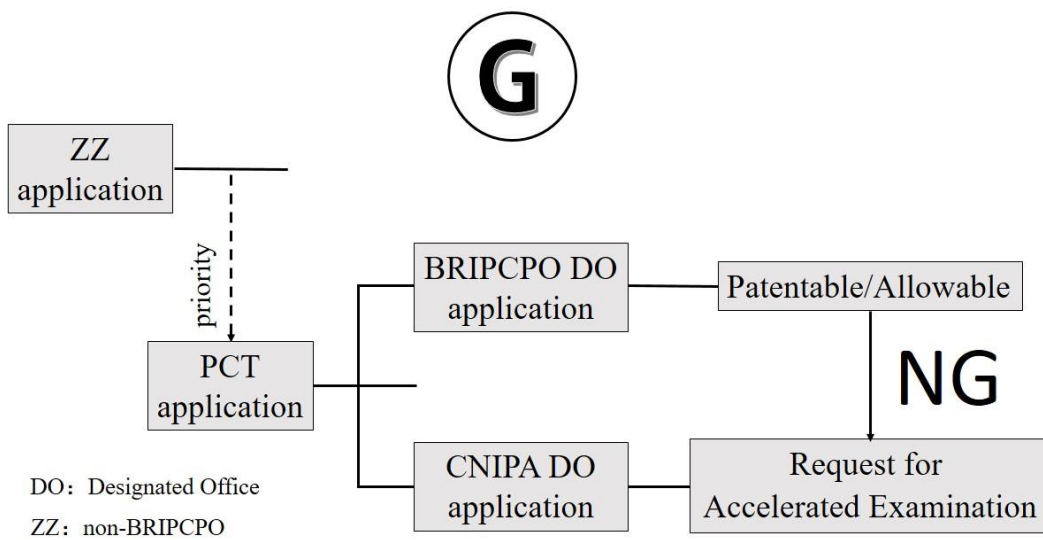 G
ZZ
application
priority
BRIPCPO DO
application
Patentable/Allowable
PCT
application
NG
CNIPA DO
application
Request for
Accelerated Examination
DO：Designated Office
ZZ：non-BRIPCPO